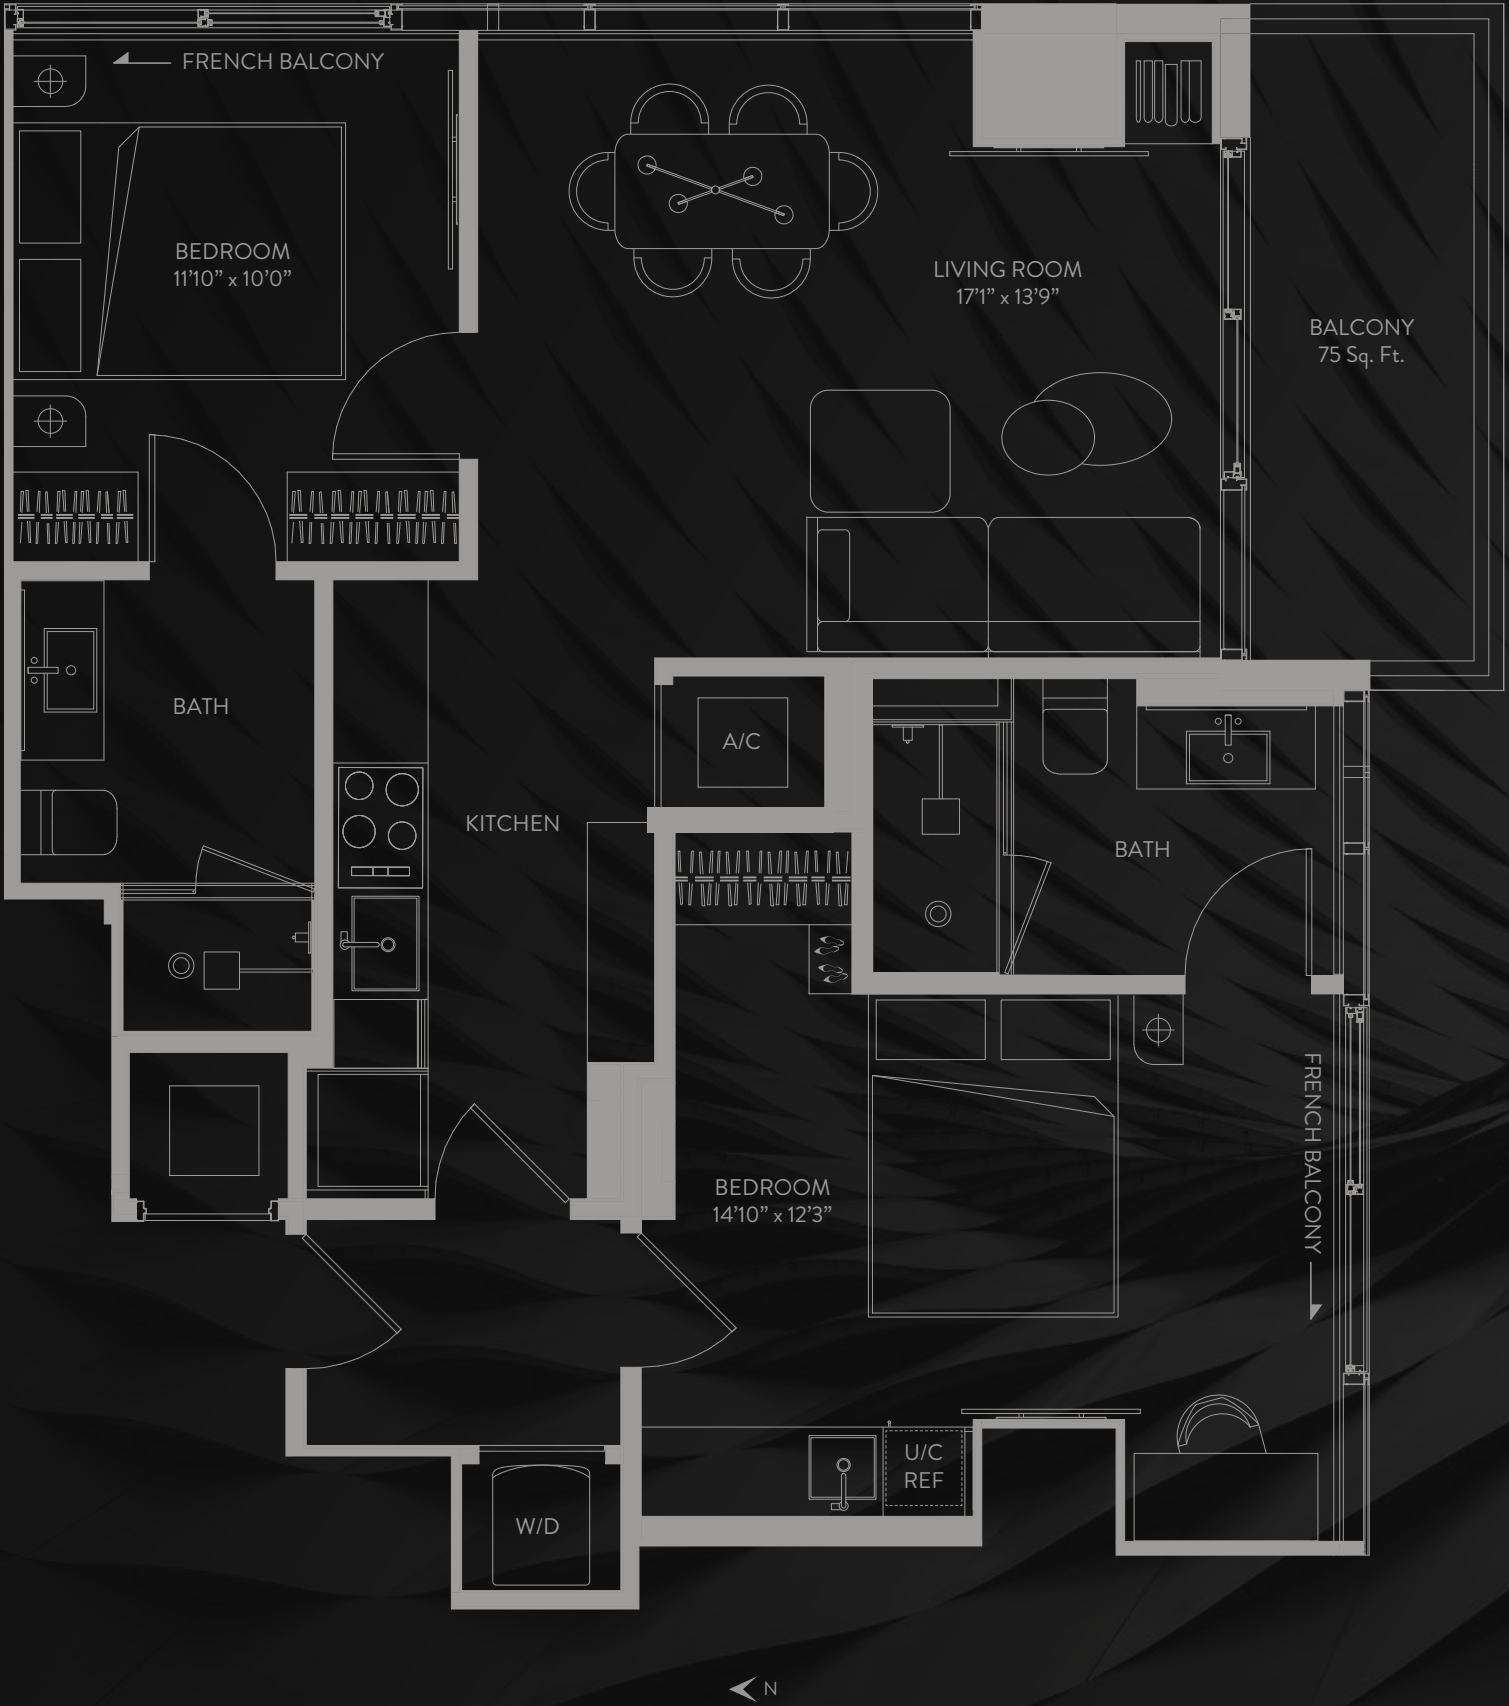 FRENCH BALCONY
BEDROOM
11’10” x 10’0”
LIVING ROOM
17’1” x 13’9”
BALCONY
75 Sq. Ft.
BATH
A/C
KITCHEN
BATH
FRENCH BALCONY
BEDROOM
14’10” x 12’3”
U/C
REF
W/D
N